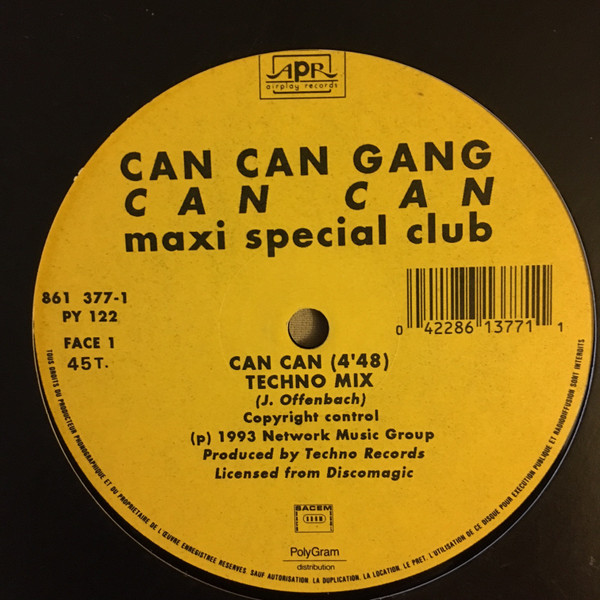 APR
airplay records
CAN CAN GANG
CAN CAN
maxi special club
861 377-1
PY 122
FACE 1
45T.
0 42286 13771 1
CAN CAN (4'48)
TECHNO MIX
(J. Offenbach)
Copyright control
(p) 1993 Network Music Group
Produced by Techno Records
Licensed from Discomagic
SACEM
PolyGram
distribution
TOUS DROITS DU PRODUCTEUR PHONOGRAPHIQUE ET DU PROPRIETAIRE DE L'ŒUVRE ENREGISTREE RESERVES. SAUF AUTORISATION. LA DUPLICATION. LA LOCATION. LE PRET. L'UTILISATION DE CE DISQUE POUR EXECUTION PUBLIQUE ET RADIODIFFUSION SONT INTERDITS